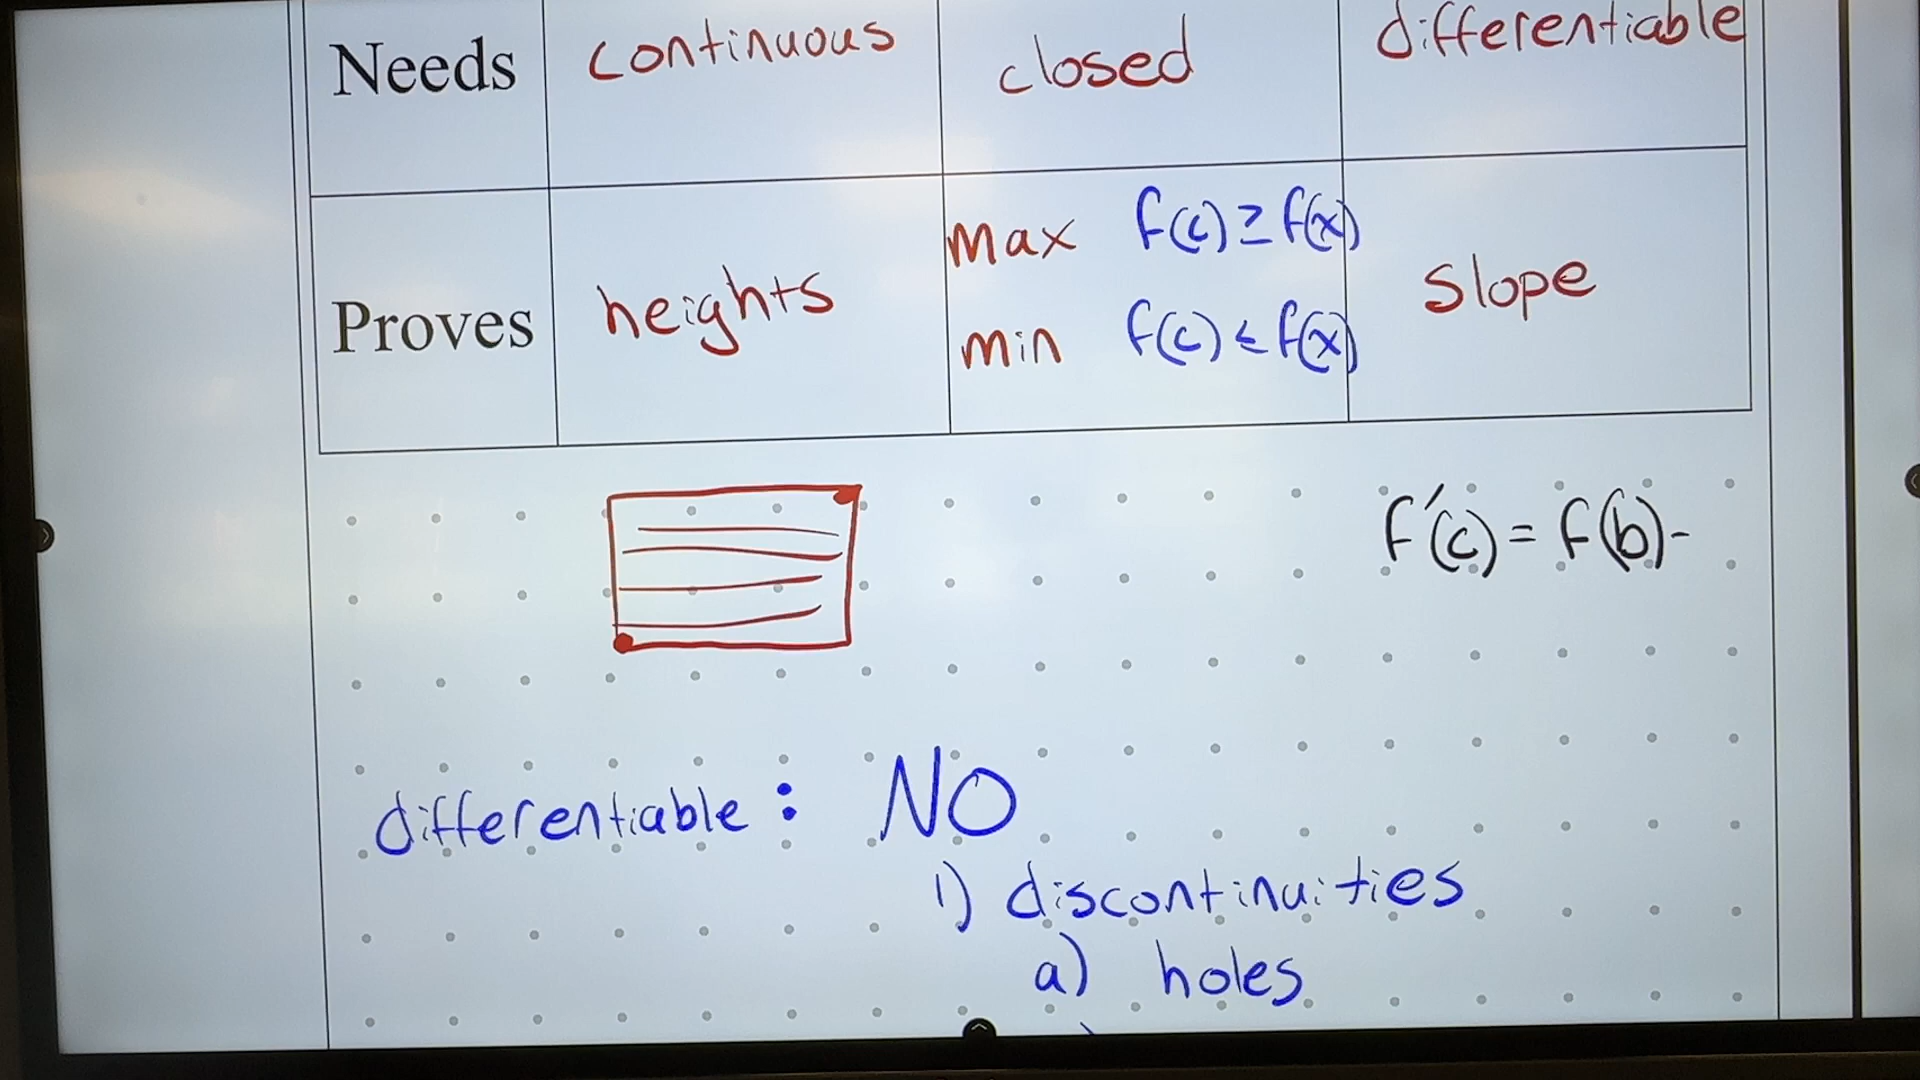 Needs continuous closed differentiable
Proves heights max f(c) ≥ f(x) slope
min f(c) ≤ f(x)
f'(c) = f(b) -
differentiable : NO
1) discontinuities
a) holes